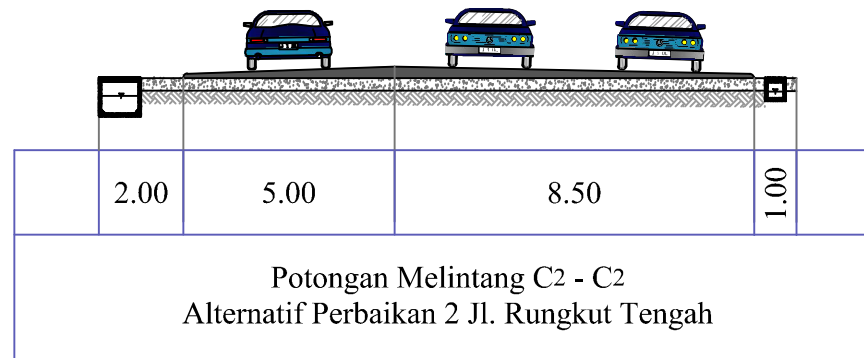 2.00 5.00 8.50 1.00
Potongan Melintang C2 - C2
Alternatif Perbaikan 2 Jl. Rungkut Tengah